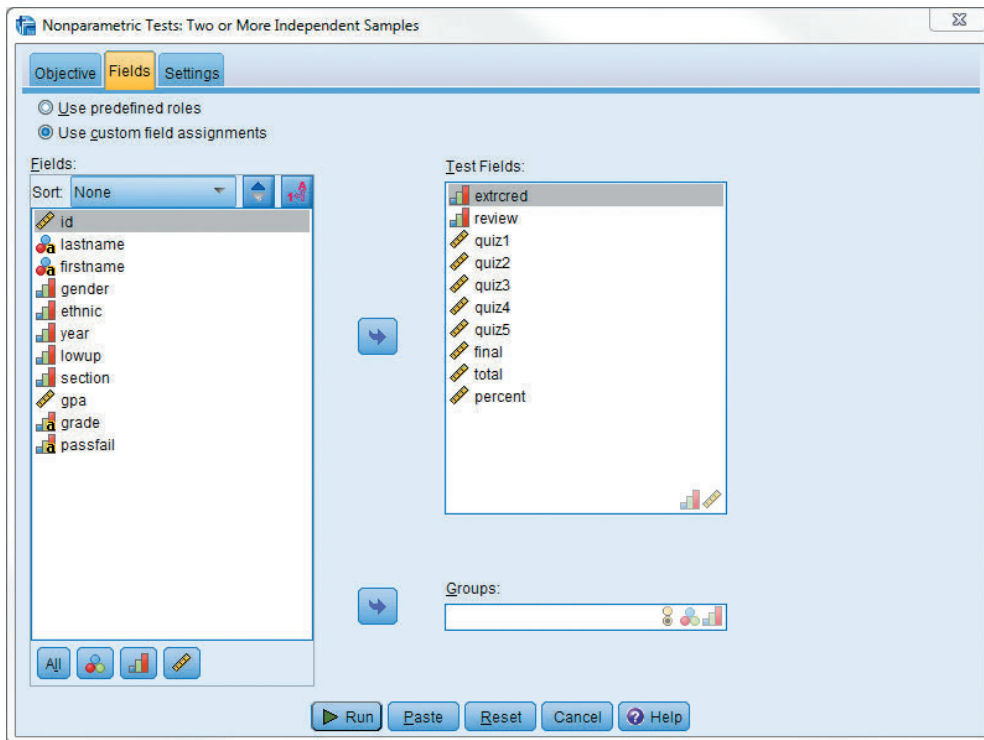 Nonparametric Tests: Two or More Independent Samples
Objective Fields Settings
Use predefined roles
Use custom field assignments
Fields:
Sort: None
id
lastname
firstname
gender
ethnic
year
lowup
section
gpa
grade
passfail
All
Test Fields:
extrcred
review
quiz1
quiz2
quiz3
quiz4
quiz5
final
total
percent
Groups:
Run Paste Reset Cancel Help